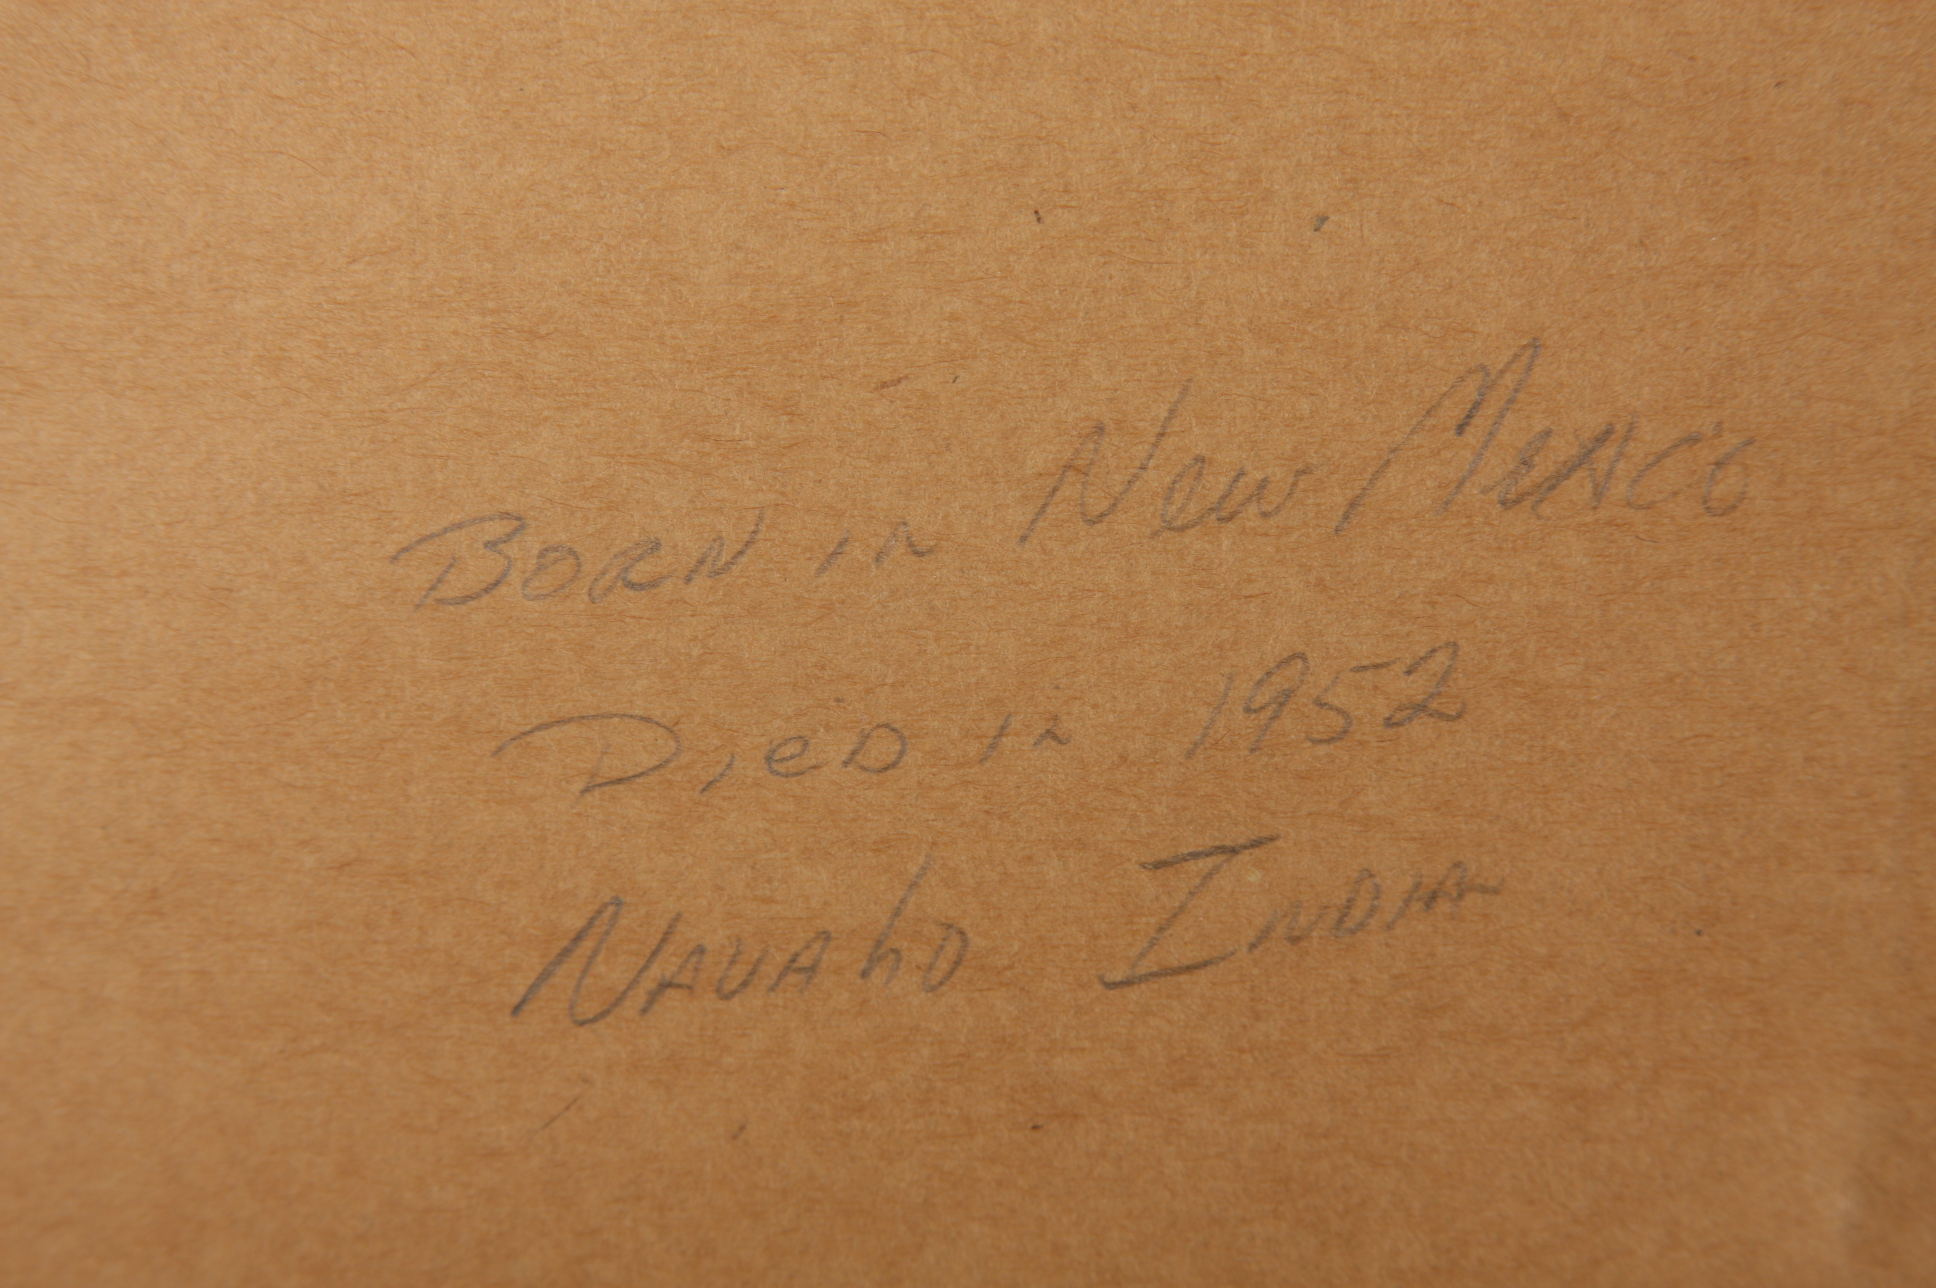 Born in New Mexico
Died in 1952
Navaho Indian